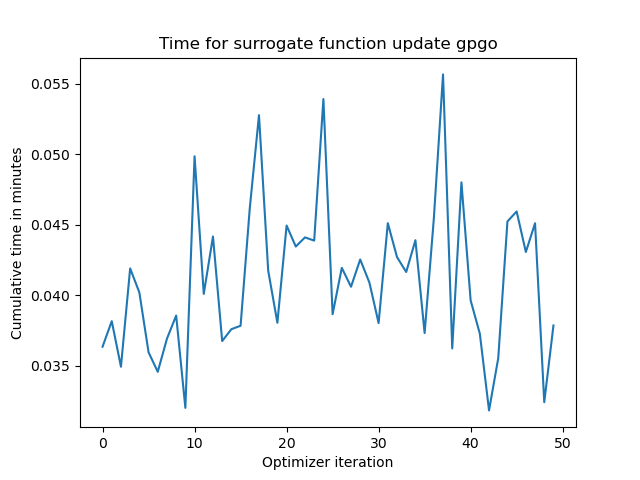 Time for surrogate function update gpgo
Cumulative time in minutes
0.055
0.050
0.045
0.040
0.035
0 10 20 30 40 50
Optimizer iteration